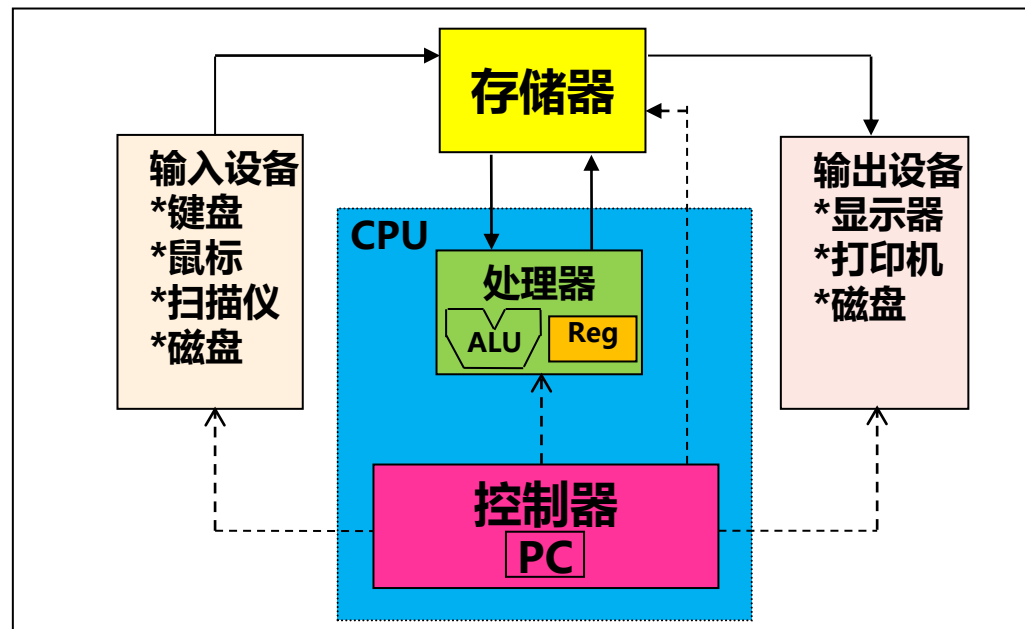 存储器
输入设备
*键盘
*鼠标
*扫描仪
*磁盘
输出设备
*显示器
*打印机
*磁盘
CPU
处理器
ALU
Reg
控制器
PC